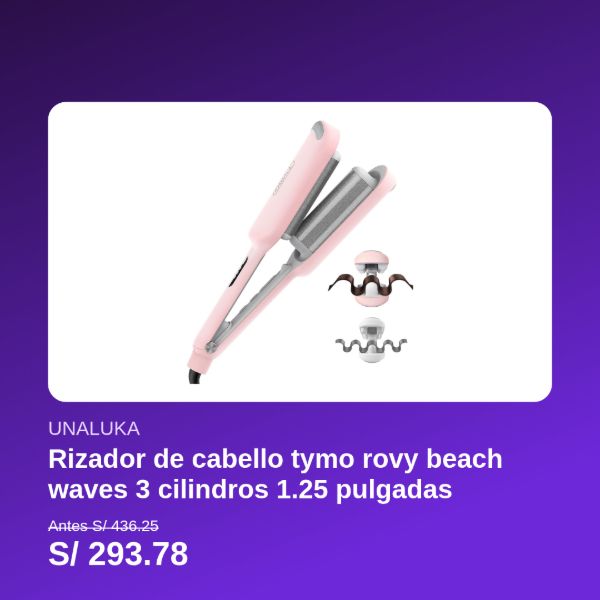 UNALUKA
Rizador de cabello tymo rovy beach
waves 3 cilindros 1.25 pulgadas
Antes S/ 436.25
S/ 293.78